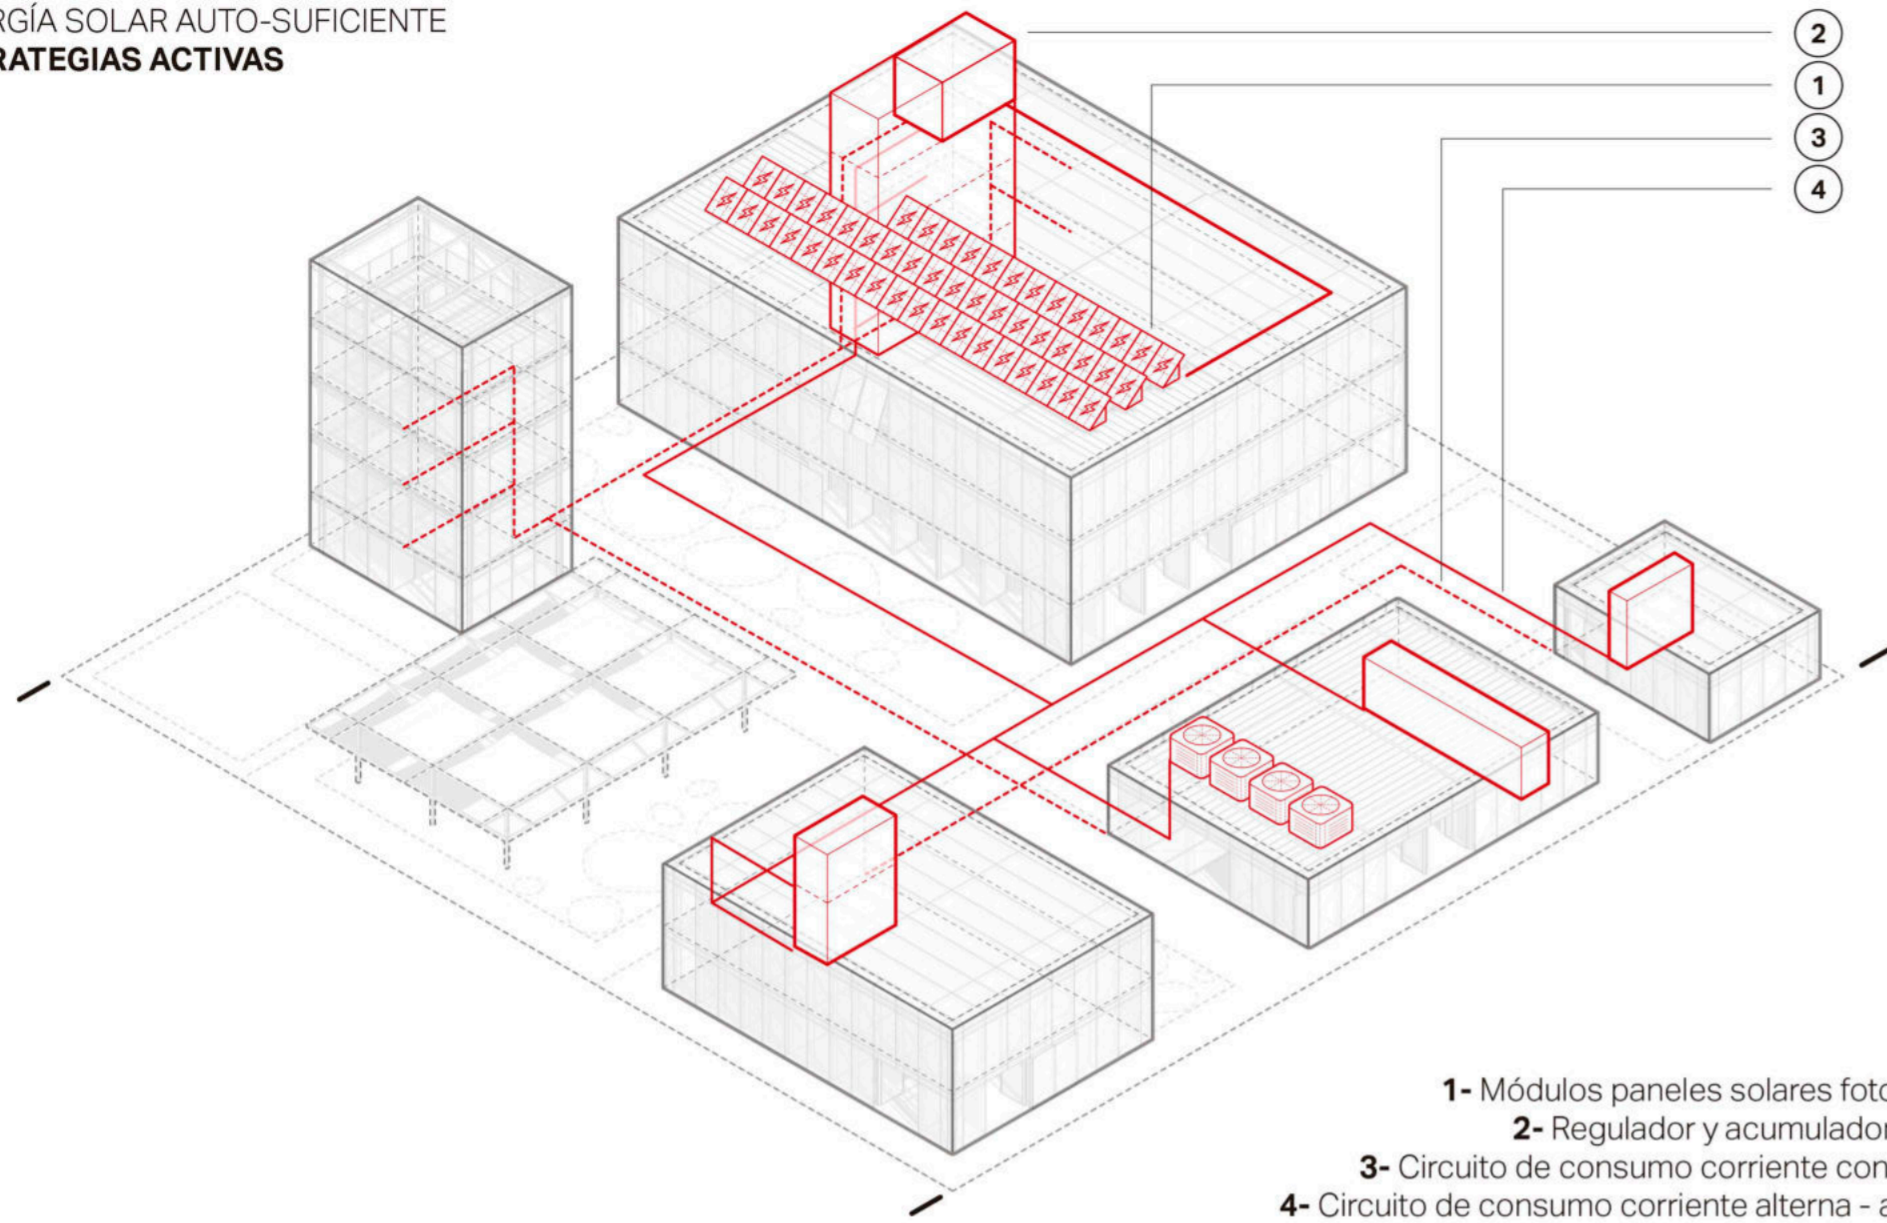 RGÍA SOLAR AUTO-SUFICIENTE
RATEGIAS ACTIVAS
2
1
3
4
1- Módulos paneles solares foto
2- Regulador y acumulador
3- Circuito de consumo corriente con
4- Circuito de consumo corriente alterna - a